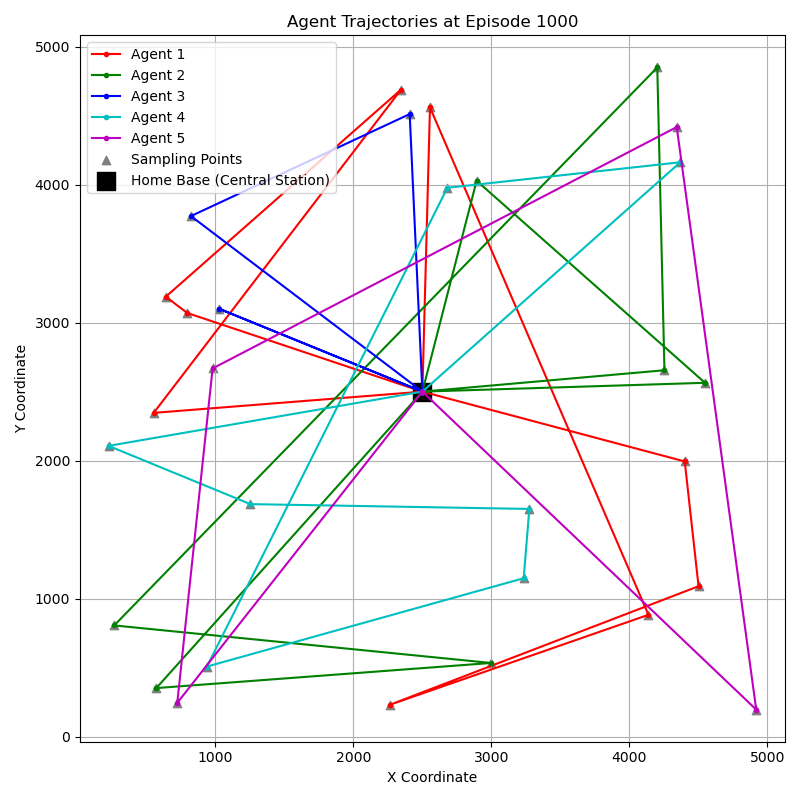 Agent Trajectories at Episode 1000
Agent 1
Agent 2
Agent 3
Agent 4
Agent 5
Sampling Points
Home Base (Central Station)
Y Coordinate
5000
4000
3000
2000
1000
0
1000 2000 3000 4000 5000
X Coordinate